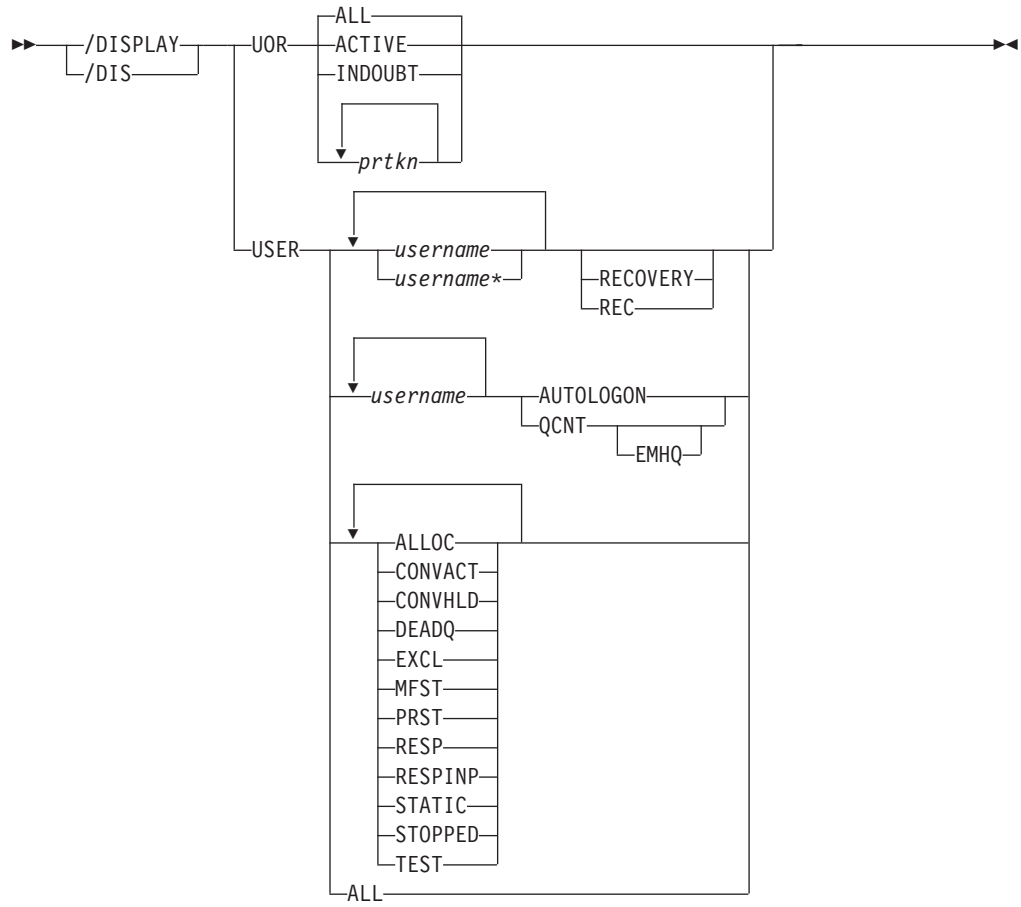 ALL
/DISPLAY UOR ACTIVE
/DIS INDOUBT
prtkn
USER username
username* RECOVERY
REC
username AUTOLOGON
QCNT
EMHQ
ALLOC
CONVACT
CONVHLD
DEADQ
EXCL
MFST
PRST
RESP
RESPINP
STATIC
STOPPED
TEST
ALL